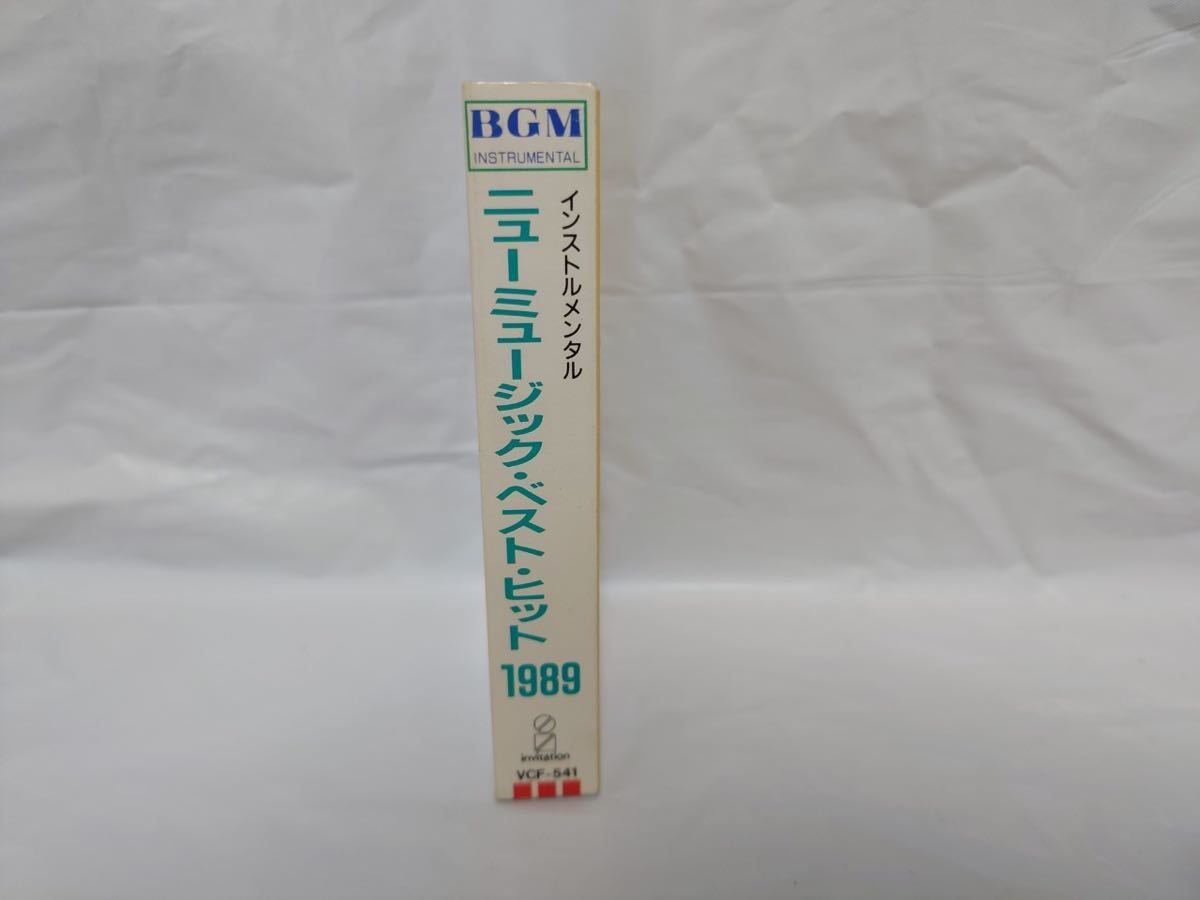 BGM
INSTRUMENTAL
インストルメンタル
ニューミュージック・ベスト・ヒット
1989
invitation
VCF-541